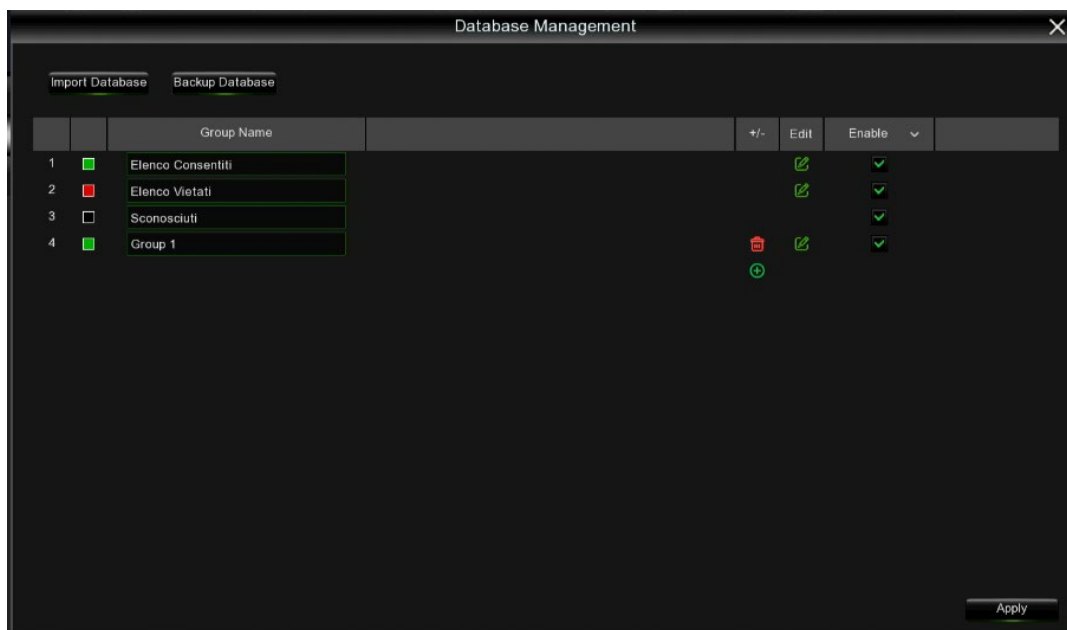 Database Management
Import Database Backup Database
Group Name +/- Edit Enable
1 Elenco Consentiti
2 Elenco Vietati
3 Sconosciuti
4 Group 1
Apply